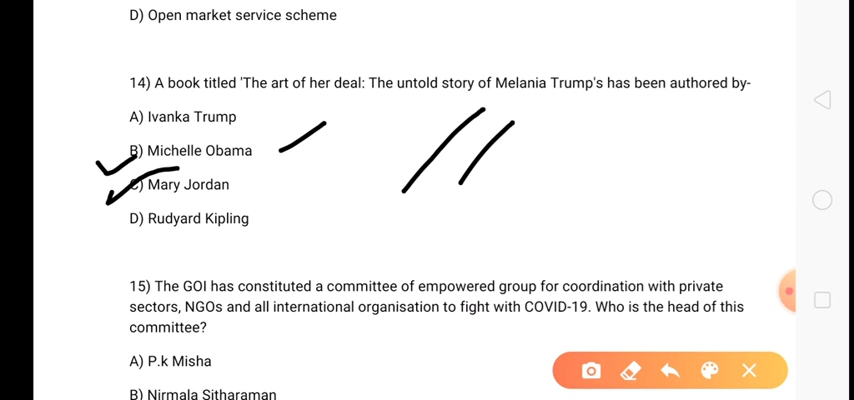 D) Open market service scheme
14) A book titled 'The art of her deal: The untold story of Melania Trump's has been authored by-
A) Ivanka Trump
B) Michelle Obama
C) Mary Jordan
D) Rudyard Kipling
15) The GOI has constituted a committee of empowered group for coordination with private
sectors, NGOs and all international organisation to fight with COVID-19. Who is the head of this
committee?
A) P.k Misha
B) Nirmala Sitharaman